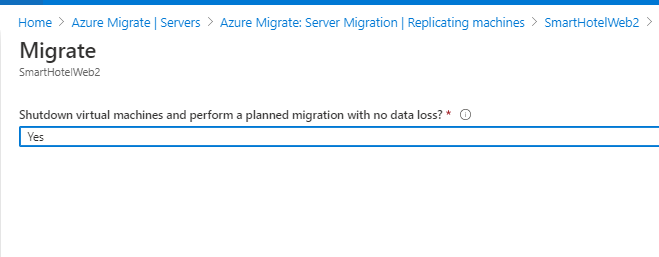 Home > Azure Migrate | Servers > Azure Migrate: Server Migration | Replicating machines > SmartHotelWeb2 >
Migrate
SmartHotelWeb2
Shutdown virtual machines and perform a planned migration with no data loss? *
Yes